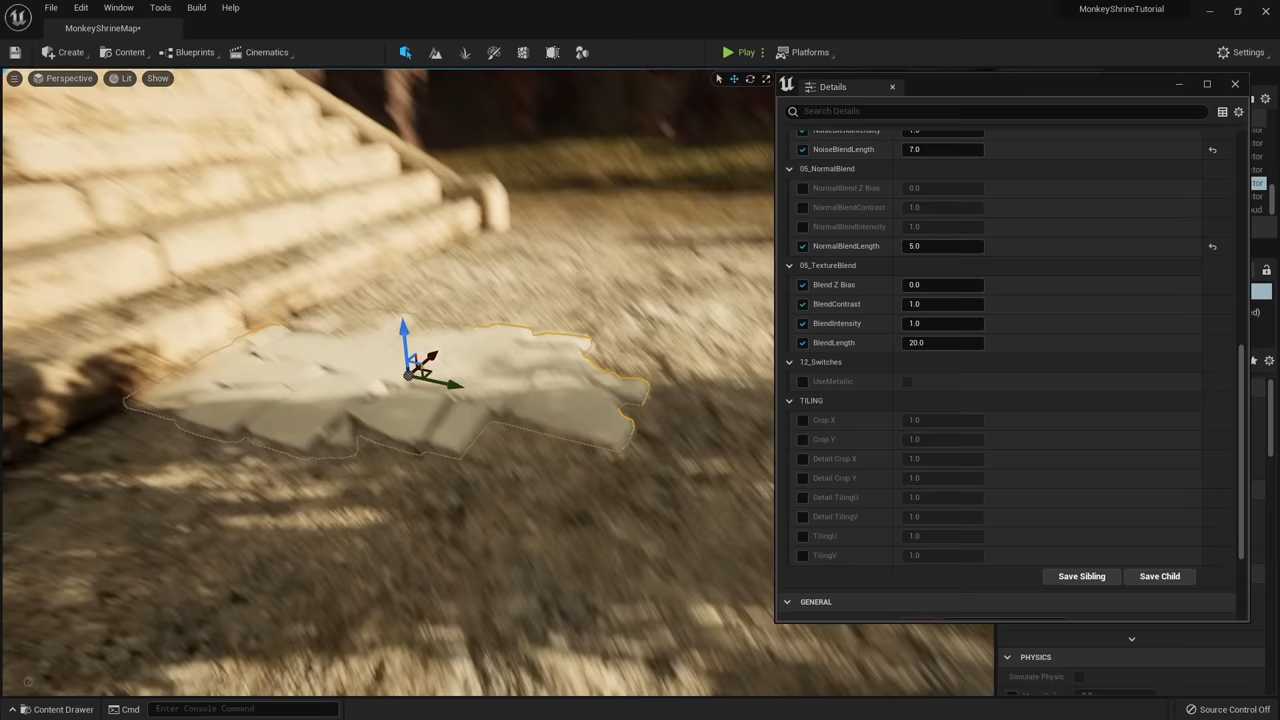 File Edit Window Tools Build Help
MonkeyShrineTutorial
MonkeyShrineMap*
Create Content Blueprints Cinematics Play Platforms Settings
Perspective Lit Show
Details
Search Details
NoiseBlendIntensity 1.0
NoiseBlendLength 7.0
05_NormalBlend
NormalBlend Z Bias 0.0
NormalBlendContrast 1.0
NormalBlendIntensity 1.0
NormalBlendLength 5.0
05_TextureBlend
Blend Z Bias 0.0
BlendContrast 1.0
BlendIntensity 1.0
BlendLength 20.0
12_Switches
UseMetallic
TILING
Crop X 1.0
Crop Y 1.0
Detail Crop X 1.0
Detail Crop Y 1.0
Detail TilingU 1.0
Detail TilingV 1.0
TilingU 1.0
TilingV 1.0
Save Sibling Save Child
GENERAL
PHYSICS
Simulate Physic
Content Drawer Cmd Enter Console Command Source Control Off